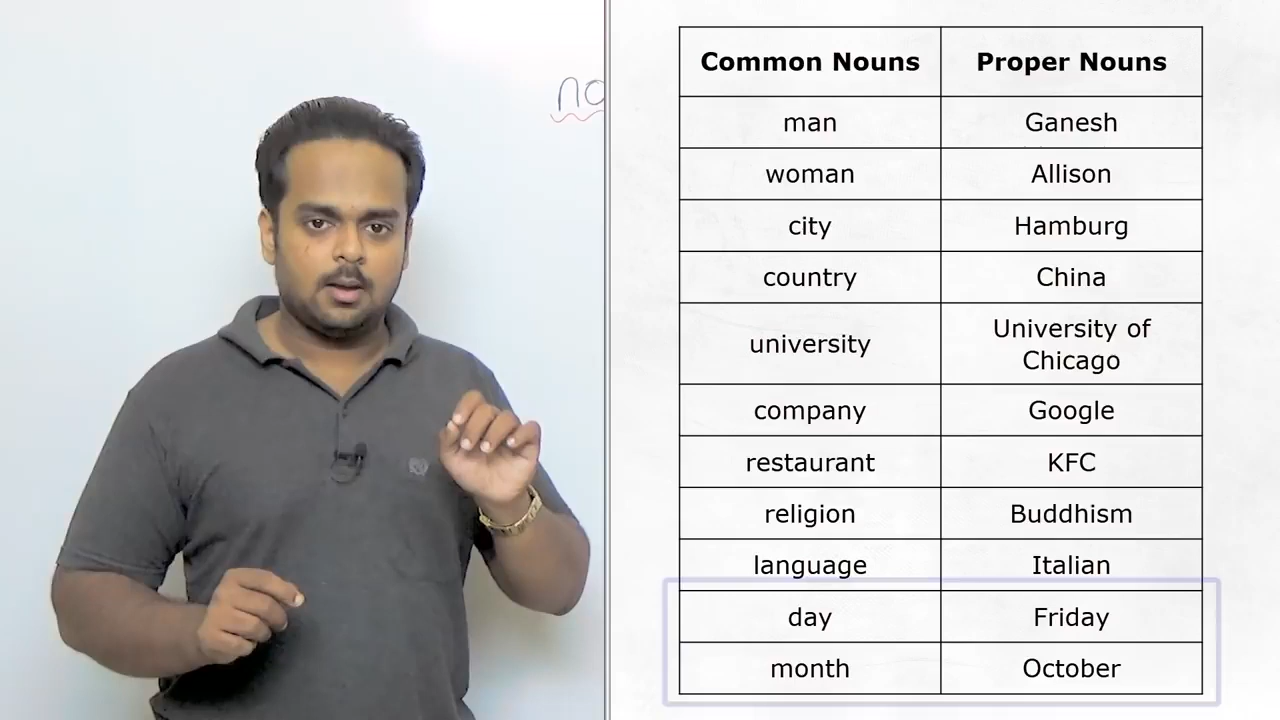 no
Common Nouns Proper Nouns
man Ganesh
woman Allison
city Hamburg
country China
university University of
Chicago
company Google
restaurant KFC
religion Buddhism
language Italian
day Friday
month October